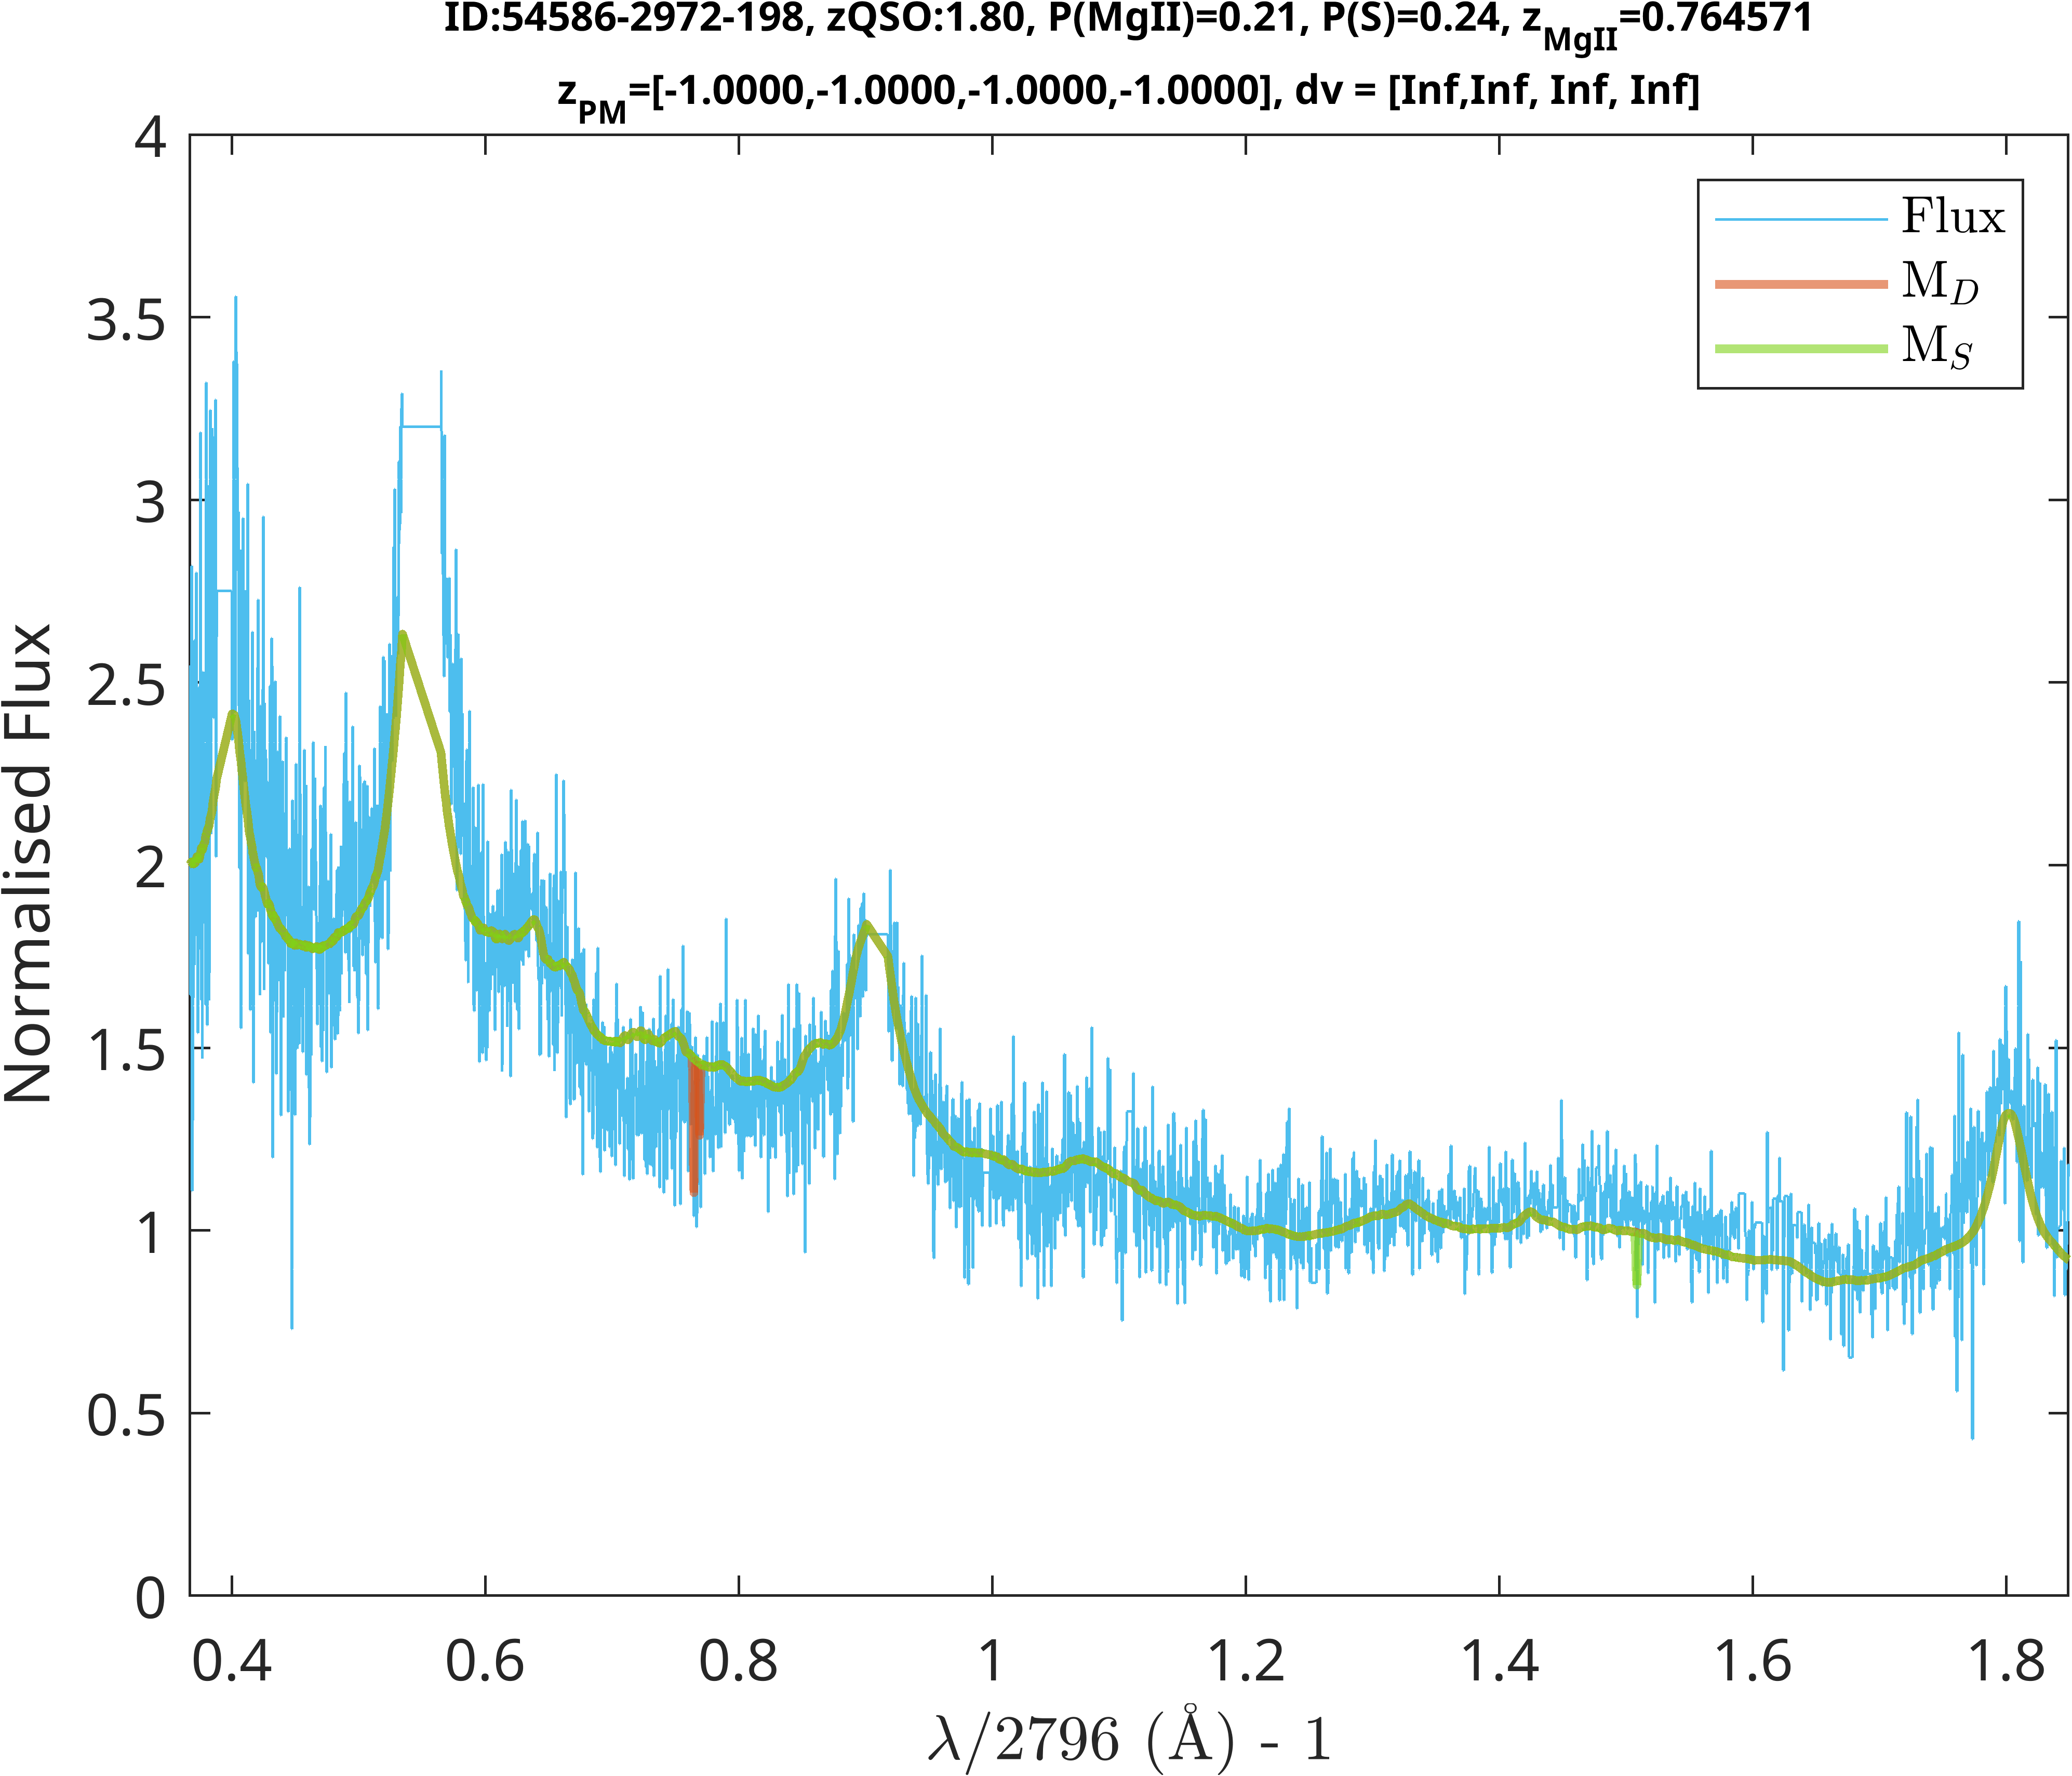 ID:54586-2972-198, zQSO:1.80, P(MgII)=0.21, P(S)=0.24, zMgII=0.764571
zPM=[-1.0000,-1.0000,-1.0000,-1.0000], dv = [Inf,Inf, Inf, Inf]
4
3.5
3
2.5
2
1.5
1
0.5
0
Normalised Flux
Flux
MD
MS
0.4 0.6 0.8 1 1.2 1.4 1.6 1.8
λ/2796 (Å) - 1